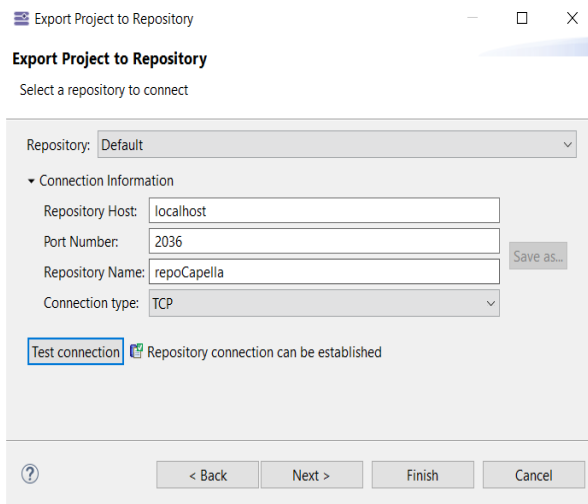 Export Project to Repository
Export Project to Repository
Select a repository to connect
Repository: Default
Connection Information
Repository Host: localhost
Port Number: 2036
Save as...
Repository Name: repoCapella
Connection type: TCP
Test connection Repository connection can be established
? < Back Next > Finish Cancel